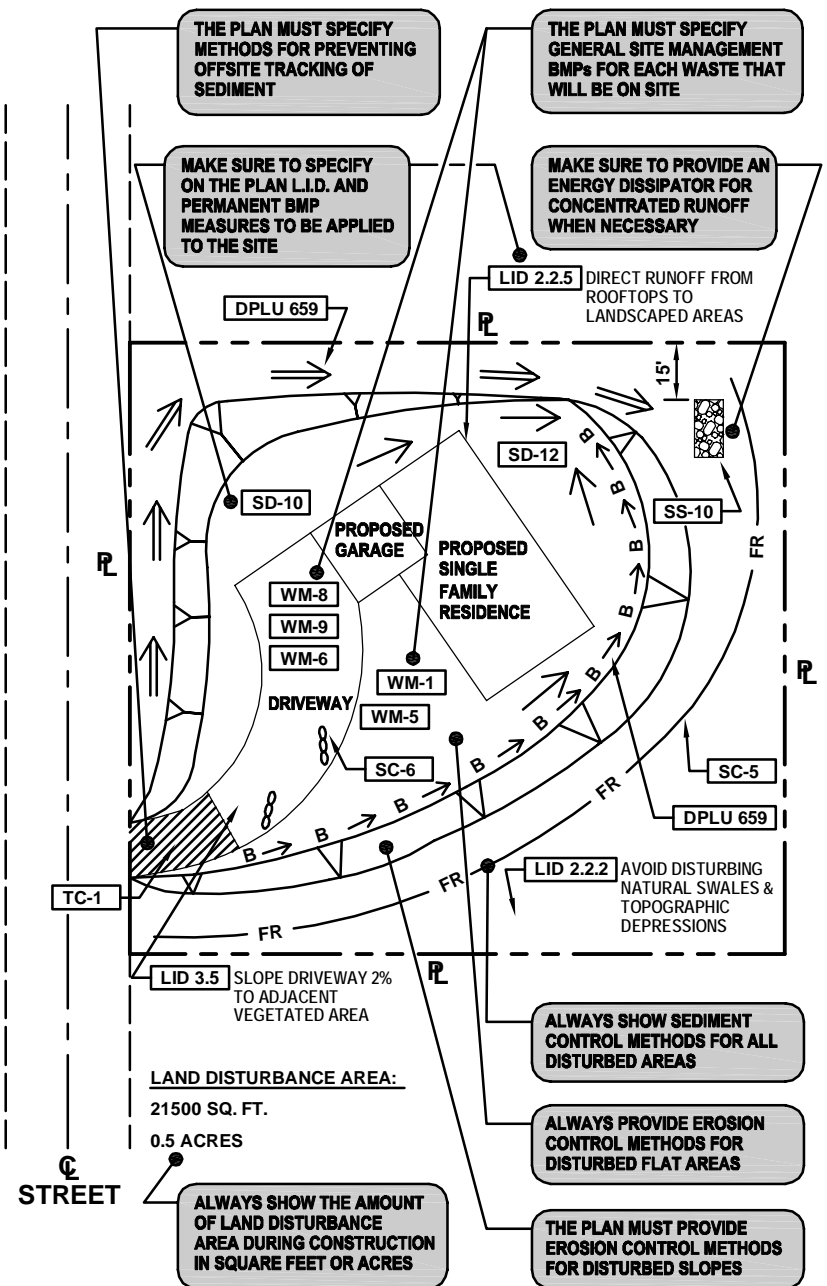 THE PLAN MUST SPECIFY
METHODS FOR PREVENTING
OFFSITE TRACKING OF
SEDIMENT
THE PLAN MUST SPECIFY
GENERAL SITE MANAGEMENT
BMPs FOR EACH WASTE THAT
WILL BE ON SITE
MAKE SURE TO SPECIFY
ON THE PLAN L.I.D. AND
PERMANENT BMP
MEASURES TO BE APPLIED
TO THE SITE
MAKE SURE TO PROVIDE AN
ENERGY DISSIPATOR FOR
CONCENTRATED RUNOFF
WHEN NECESSARY
LID 2.2.5 DIRECT RUNOFF FROM
ROOFTOPS TO
LANDSCAPED AREAS
DPLU 659
PL
15'
SD-12
SD-10
SS-10
PROPOSED
GARAGE
PROPOSED
SINGLE
FAMILY
RESIDENCE
PL
FR
B
B
B
B
B
B
B
B
B
B
B
B
WM-8
WM-9
WM-6
WM-1
WM-5
PL
DRIVEWAY
SC-6
SC-5
FR
DPLU 659
TC-1
FR
LID 2.2.2 AVOID DISTURBING
NATURAL SWALES &
TOPOGRAPHIC
DEPRESSIONS
FR
PL
LID 3.5 SLOPE DRIVEWAY 2%
TO ADJACENT
VEGETATED AREA
ALWAYS SHOW SEDIMENT
CONTROL METHODS FOR ALL
DISTURBED AREAS
LAND DISTURBANCE AREA:
21500 SQ. FT.
0.5 ACRES
ALWAYS PROVIDE EROSION
CONTROL METHODS FOR
DISTURBED FLAT AREAS
CL
STREET
ALWAYS SHOW THE AMOUNT
OF LAND DISTURBANCE
AREA DURING CONSTRUCTION
IN SQUARE FEET OR ACRES
THE PLAN MUST PROVIDE
EROSION CONTROL METHODS
FOR DISTURBED SLOPES